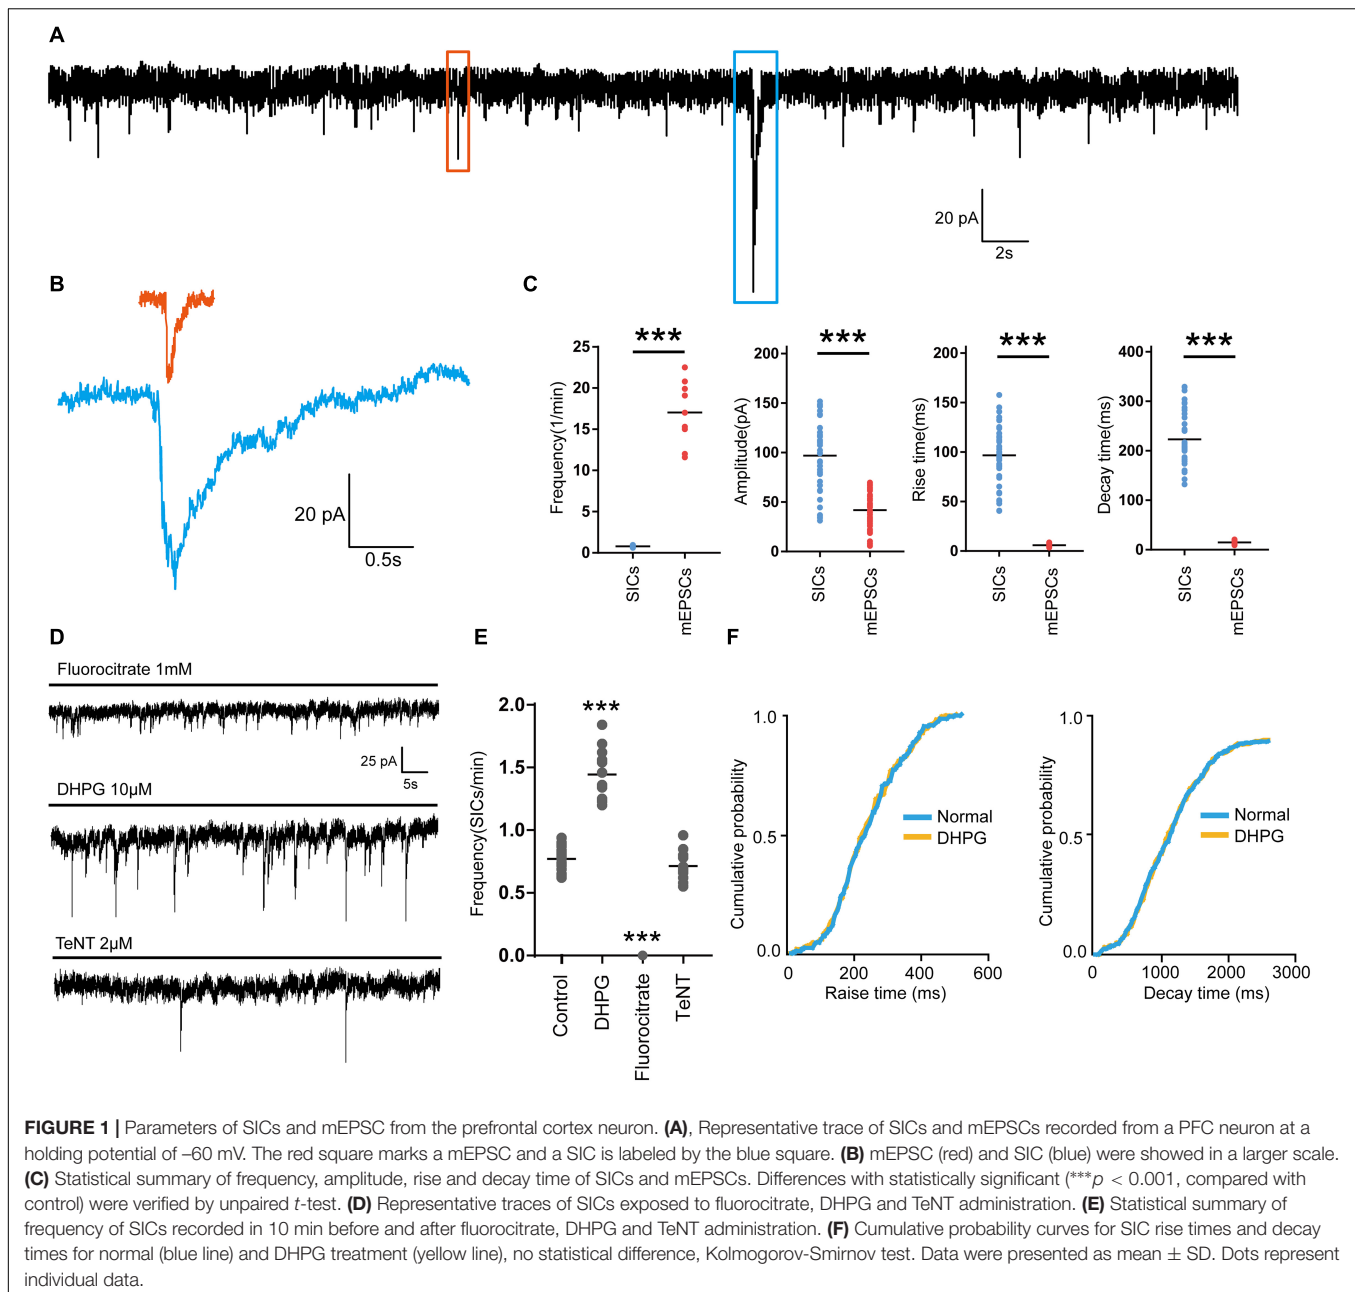 A
20 pA
2s
B
20 pA
0.5s
C
***
25
20
15
10
5
0
Frequency(1/min)
SICs
mEPSCs
***
200
150
100
50
0
Amplitude(pA)
SICs
mEPSCs
***
200
150
100
50
0
Rise time(ms)
SICs
mEPSCs
***
400
300
200
100
0
Decay time(ms)
SICs
mEPSCs
D
Fluorocitrate 1mM
25 pA
5s
DHPG 10μM
TeNT 2μM
E
2.0
1.5
1.0
0.5
0.0
Frequency(SICs/min)
***
***
Control
DHPG
Fluorocitrate
TeNT
F
1.0
0.5
0.0
Cumulative probability
Normal
DHPG
0
200
400
600
Raise time (ms)
1.0
0.5
0.0
Cumulative probability
Normal
DHPG
0
1000
2000
3000
Decay time (ms)
FIGURE 1 | Parameters of SICs and mEPSC from the prefrontal cortex neuron. (A), Representative trace of SICs and mEPSCs recorded from a PFC neuron at a
holding potential of –60 mV. The red square marks a mEPSC and a SIC is labeled by the blue square. (B) mEPSC (red) and SIC (blue) were showed in a larger scale.
(C) Statistical summary of frequency, amplitude, rise and decay time of SICs and mEPSCs. Differences with statistically significant (***p < 0.001, compared with
control) were verified by unpaired t-test. (D) Representative traces of SICs exposed to fluorocitrate, DHPG and TeNT administration. (E) Statistical summary of
frequency of SICs recorded in 10 min before and after fluorocitrate, DHPG and TeNT administration. (F) Cumulative probability curves for SIC rise times and decay
times for normal (blue line) and DHPG treatment (yellow line), no statistical difference, Kolmogorov-Smirnov test. Data were presented as mean ± SD. Dots represent
individual data.